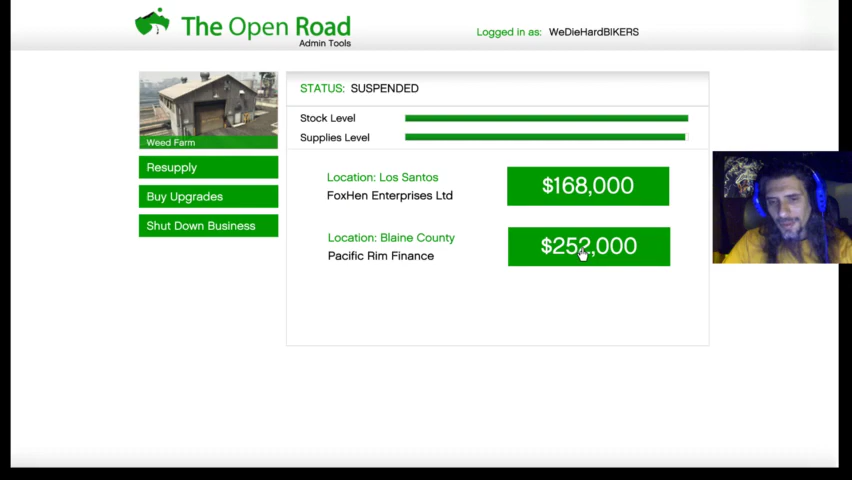 The Open Road
Admin Tools
Logged in as: WeDieHardBIKERS
Weed Farm
Resupply
Buy Upgrades
Shut Down Business
STATUS: SUSPENDED
Stock Level
Supplies Level
Location: Los Santos
FoxHen Enterprises Ltd
$168,000
Location: Blaine County
Pacific Rim Finance
$252,000